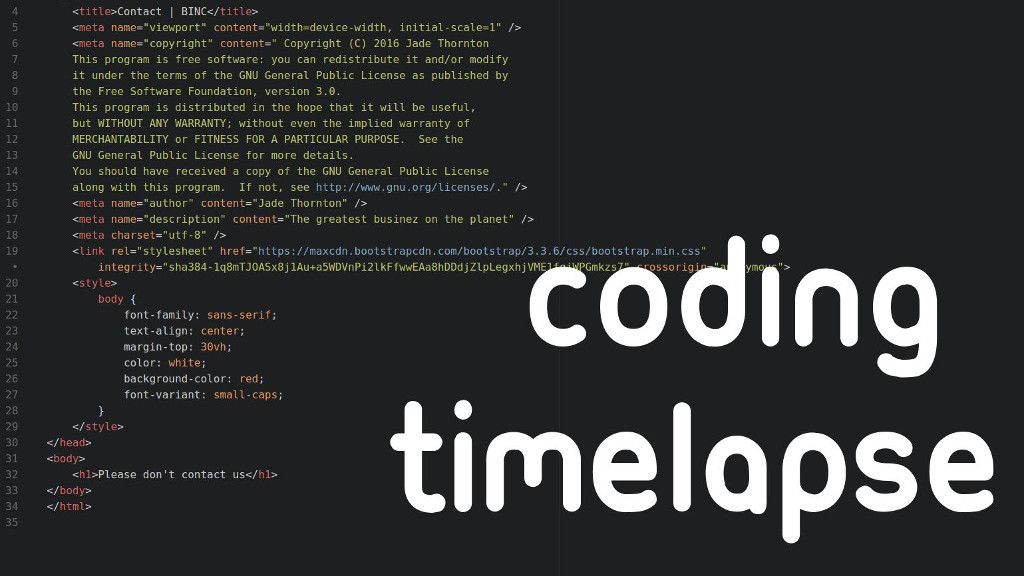 4 <title>Contact | BINC</title>
5 <meta name="viewport" content="width=device-width, initial-scale=1" />
6 <meta name="copyright" content=" Copyright (C) 2016 Jade Thornton
7 This program is free software: you can redistribute it and/or modify
8 it under the terms of the GNU General Public License as published by
9 the Free Software Foundation, version 3.0.
10 This program is distributed in the hope that it will be useful,
11 but WITHOUT ANY WARRANTY; without even the implied warranty of
12 MERCHANTABILITY or FITNESS FOR A PARTICULAR PURPOSE.  See the
13 GNU General Public License for more details.
14 You should have received a copy of the GNU General Public License
15 along with this program.  If not, see http://www.gnu.org/licenses/." />
16 <meta name="author" content="Jade Thornton" />
17 <meta name="description" content="The greatest businez on the planet" />
18 <meta charset="utf-8" />
19 <link rel="stylesheet" href="https://maxcdn.bootstrapcdn.com/bootstrap/3.3.6/css/bootstrap.min.css"
• 
20 <style>
21 body {
22 font-family: sans-serif;
23 text-align: center;
24 margin-top: 30vh;
25 color: white;
26 background-color: red;
27 font-variant: small-caps;
28 }
29 </style>
30 </head>
31 <body>
32 <h1>Please don't contact us</h1>
33 </body>
34 </html>
35
coding
timelapse